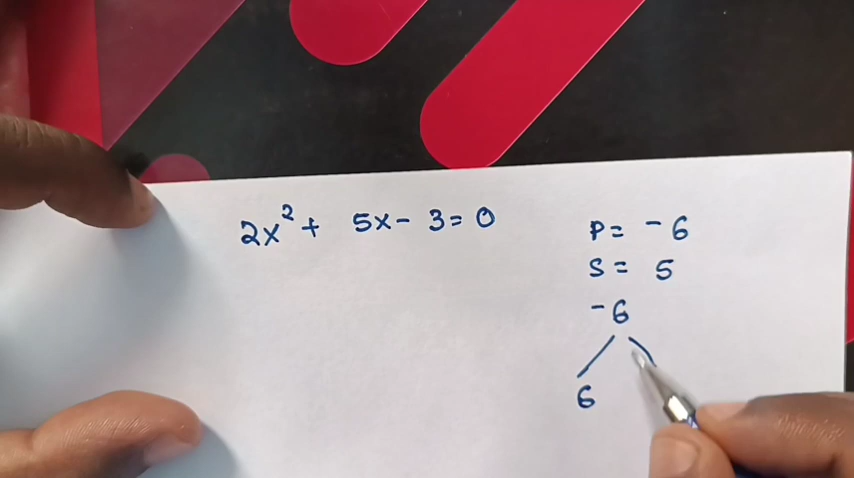 2x² + 5x - 3 = 0
P = -6
S = 5
-6
6